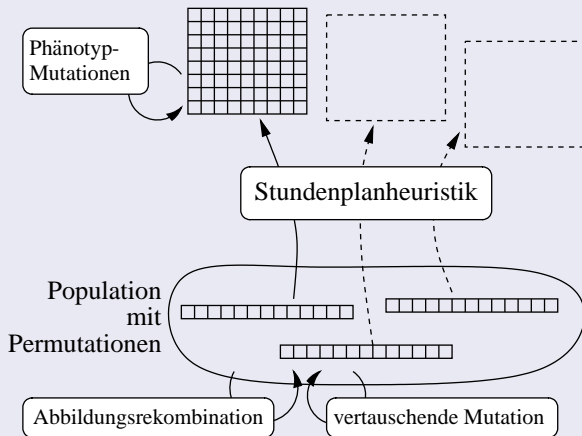 Phänotyp-
Mutationen
Stundenplanheuristik
Population
mit
Permutationen
Abbildungsrekombination
vertauschende Mutation